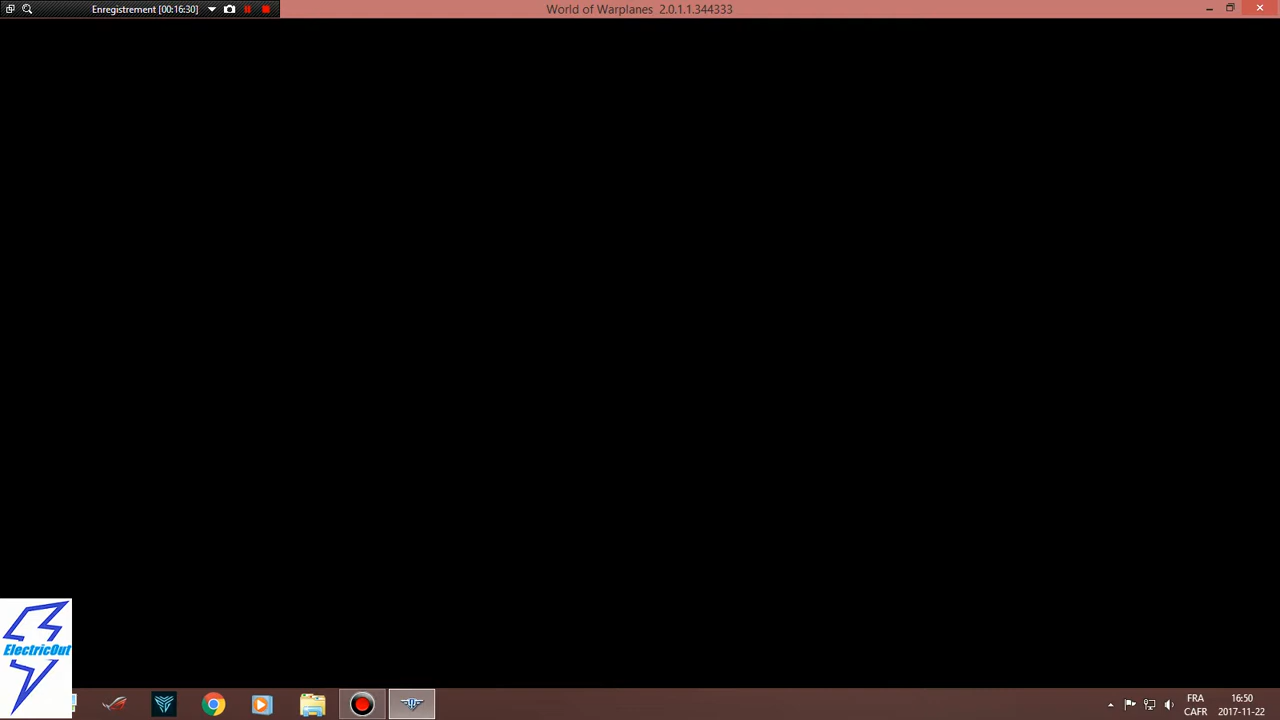 Enregistrement [00:16:30]
World of Warplanes 2.0.1.1.344333
ElectricOut
FRA
CAFR
16:50
2017-11-22